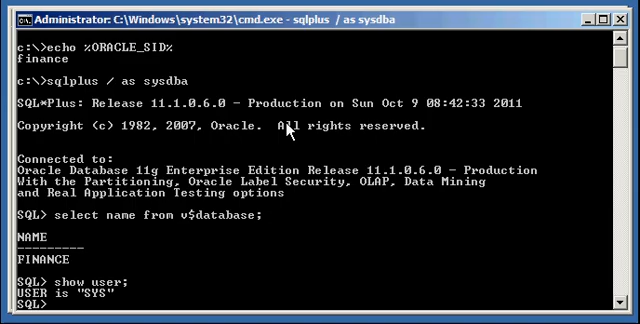 Administrator: C:\Windows\system32\cmd.exe - sqlplus / as sysdba
c:\>echo %ORACLE_SID%
finance
c:\>sqlplus / as sysdba
SQL*Plus: Release 11.1.0.6.0 - Production on Sun Oct 9 08:42:33 2011
Copyright (c) 1982, 2007, Oracle.  All rights reserved.
Connected to:
Oracle Database 11g Enterprise Edition Release 11.1.0.6.0 - Production
With the Partitioning, Oracle Label Security, OLAP, Data Mining
and Real Application Testing options
SQL> select name from v$database;
NAME
---------
FINANCE
SQL> show user;
USER is "SYS"
SQL>